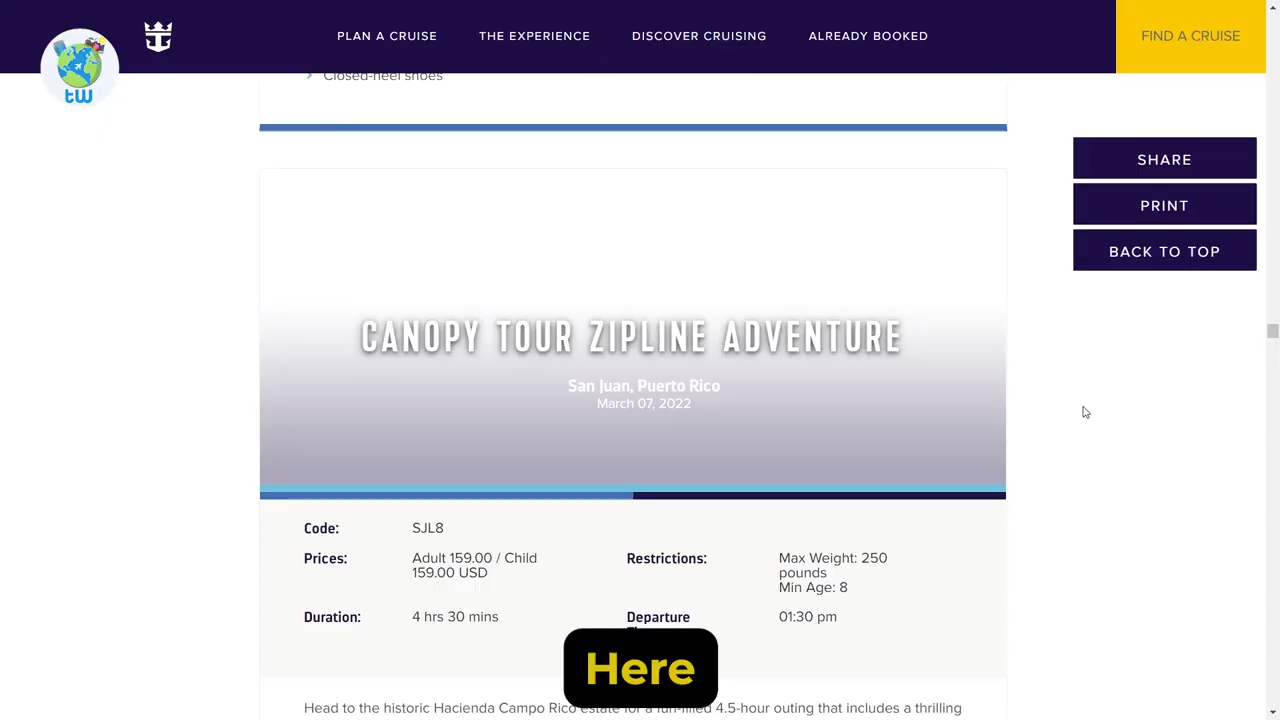 PLAN A CRUISE
THE EXPERIENCE
DISCOVER CRUISING
ALREADY BOOKED
FIND A CRUISE
tw
Closed-heel shoes
SHARE
PRINT
BACK TO TOP
CANOPY TOUR ZIPLINE ADVENTURE
San Juan, Puerto Rico
March 07, 2022
Code: SJL8
Prices: Adult 159.00 / Child
159.00 USD
Restrictions: Max Weight: 250
pounds
Min Age: 8
Duration: 4 hrs 30 mins
Departure
01:30 pm
Here
Head to the historic Hacienda Campo Rico estate for a fun-filled 4.5-hour outing that includes a thrilling